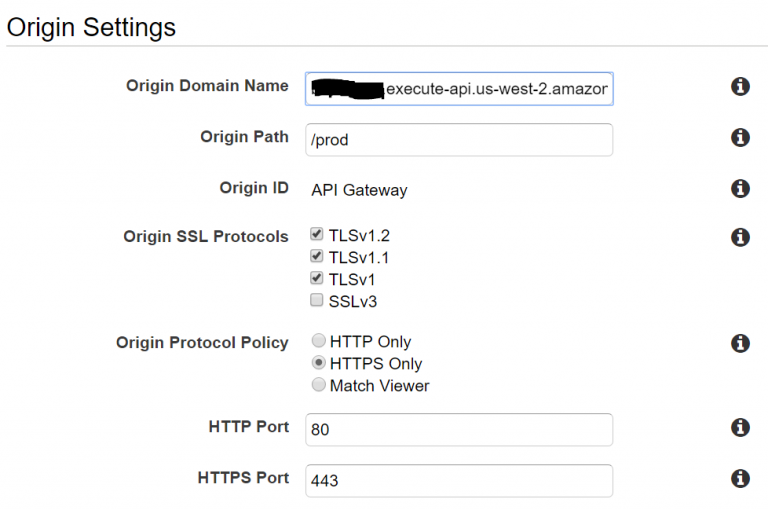 Origin Settings
Origin Domain Name execute-api.us-west-2.amazor
Origin Path /prod
Origin ID API Gateway
Origin SSL Protocols TLSv1.2
TLSv1.1
TLSv1
SSLv3
Origin Protocol Policy HTTP Only
HTTPS Only
Match Viewer
HTTP Port 80
HTTPS Port 443